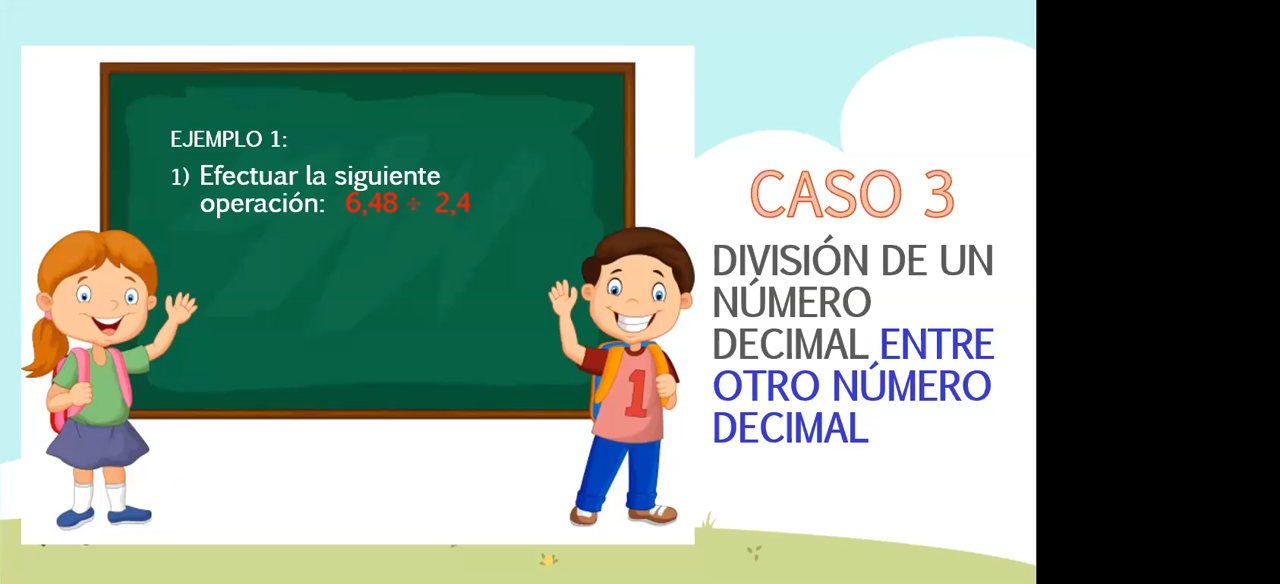 EJEMPLO 1:
1) Efectuar la siguiente
operación: 6,48 ÷ 2,4
CASO 3
DIVISIÓN DE UN
NÚMERO
DECIMAL ENTRE
OTRO NÚMERO
DECIMAL
1